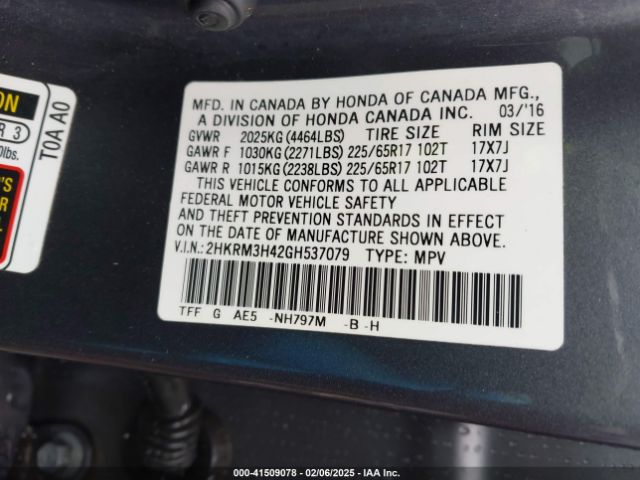 ON
R 3
0lbs.
'S
R
L.
T0A A0
MFD. IN CANADA BY HONDA OF CANADA MFG.,
A DIVISION OF HONDA CANADA INC. 03/'16
GVWR 2025KG (4464LBS) TIRE SIZE RIM SIZE
GAWR F 1030KG (2271LBS) 225/65R17 102T 17X7J
GAWR R 1015KG (2238LBS) 225/65R17 102T 17X7J
THIS VEHICLE CONFORMS TO ALL APPLICABLE
FEDERAL MOTOR VEHICLE SAFETY
AND THEFT PREVENTION STANDARDS IN EFFECT
ON THE DATE OF MANUFACTURE SHOWN ABOVE.
V.I.N.: 2HKRM3H42GH537079 TYPE: MPV
TFF G AE5 -NH797M -B -H
000-41509078 — 02/06/2025 — IAA Inc.